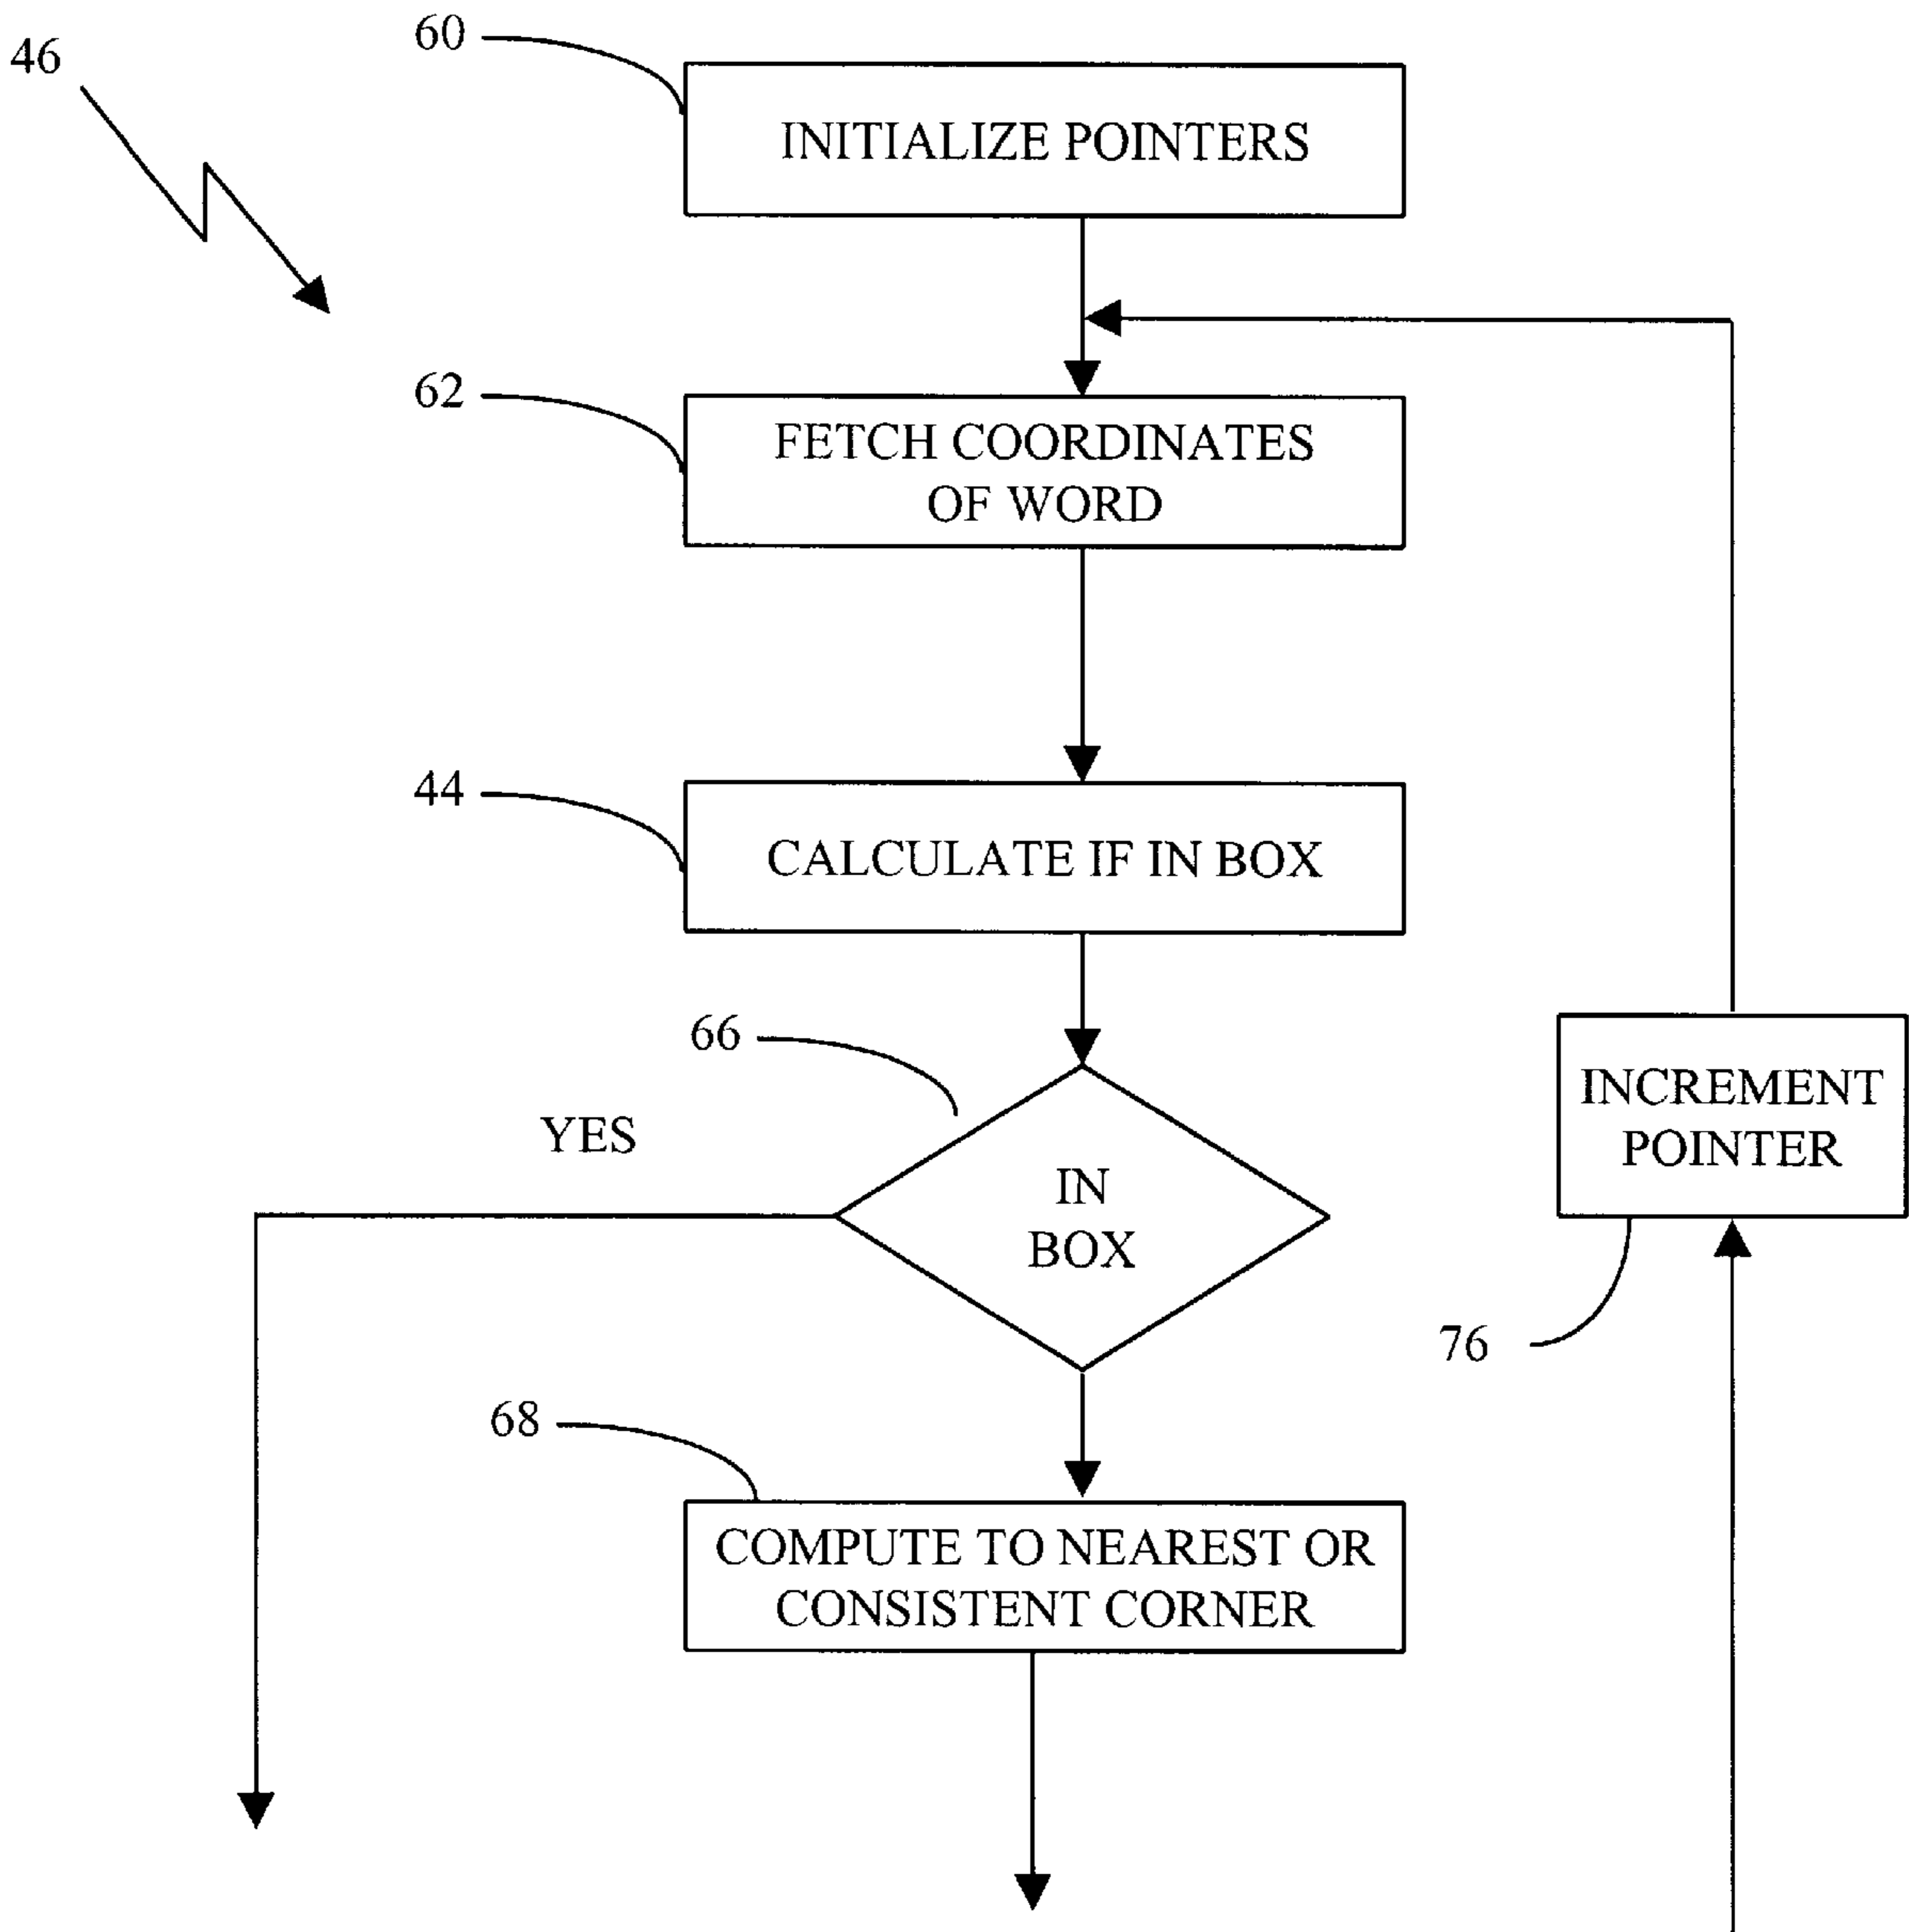 46
60
INITIALIZE POINTERS
62
FETCH COORDINATES
OF WORD
44
CALCULATE IF IN BOX
66
YES
IN
BOX
INCREMENT
POINTER
76
68
COMPUTE TO NEAREST OR
CONSISTENT CORNER